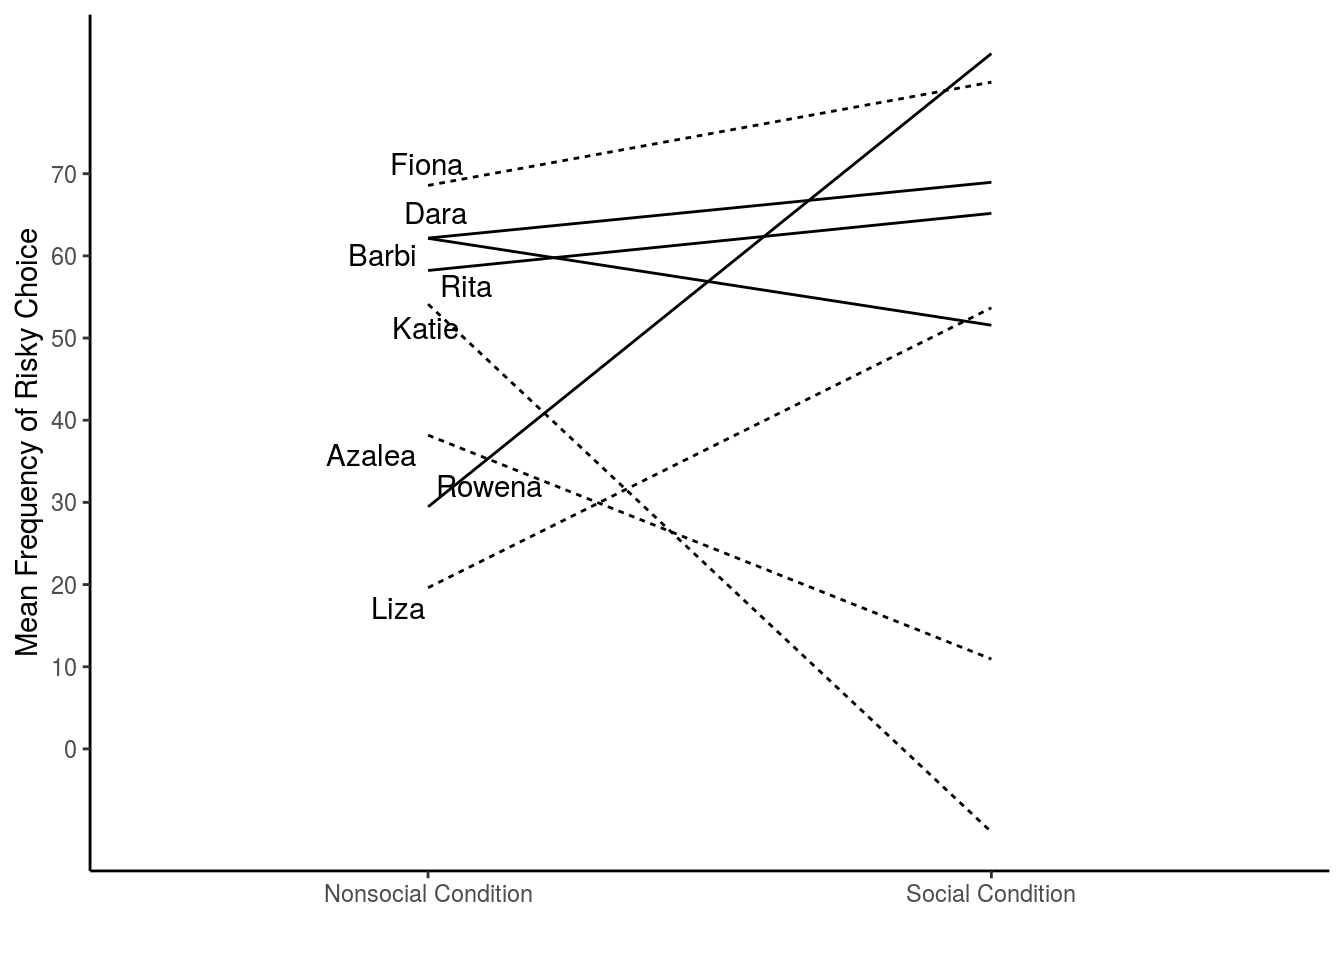 Mean Frequency of Risky Choice
70
60
50
40
30
20
10
0
Fiona
Dara
Barbi
Rita
Katie
Azalea
Rowena
Liza
Nonsocial Condition
Social Condition